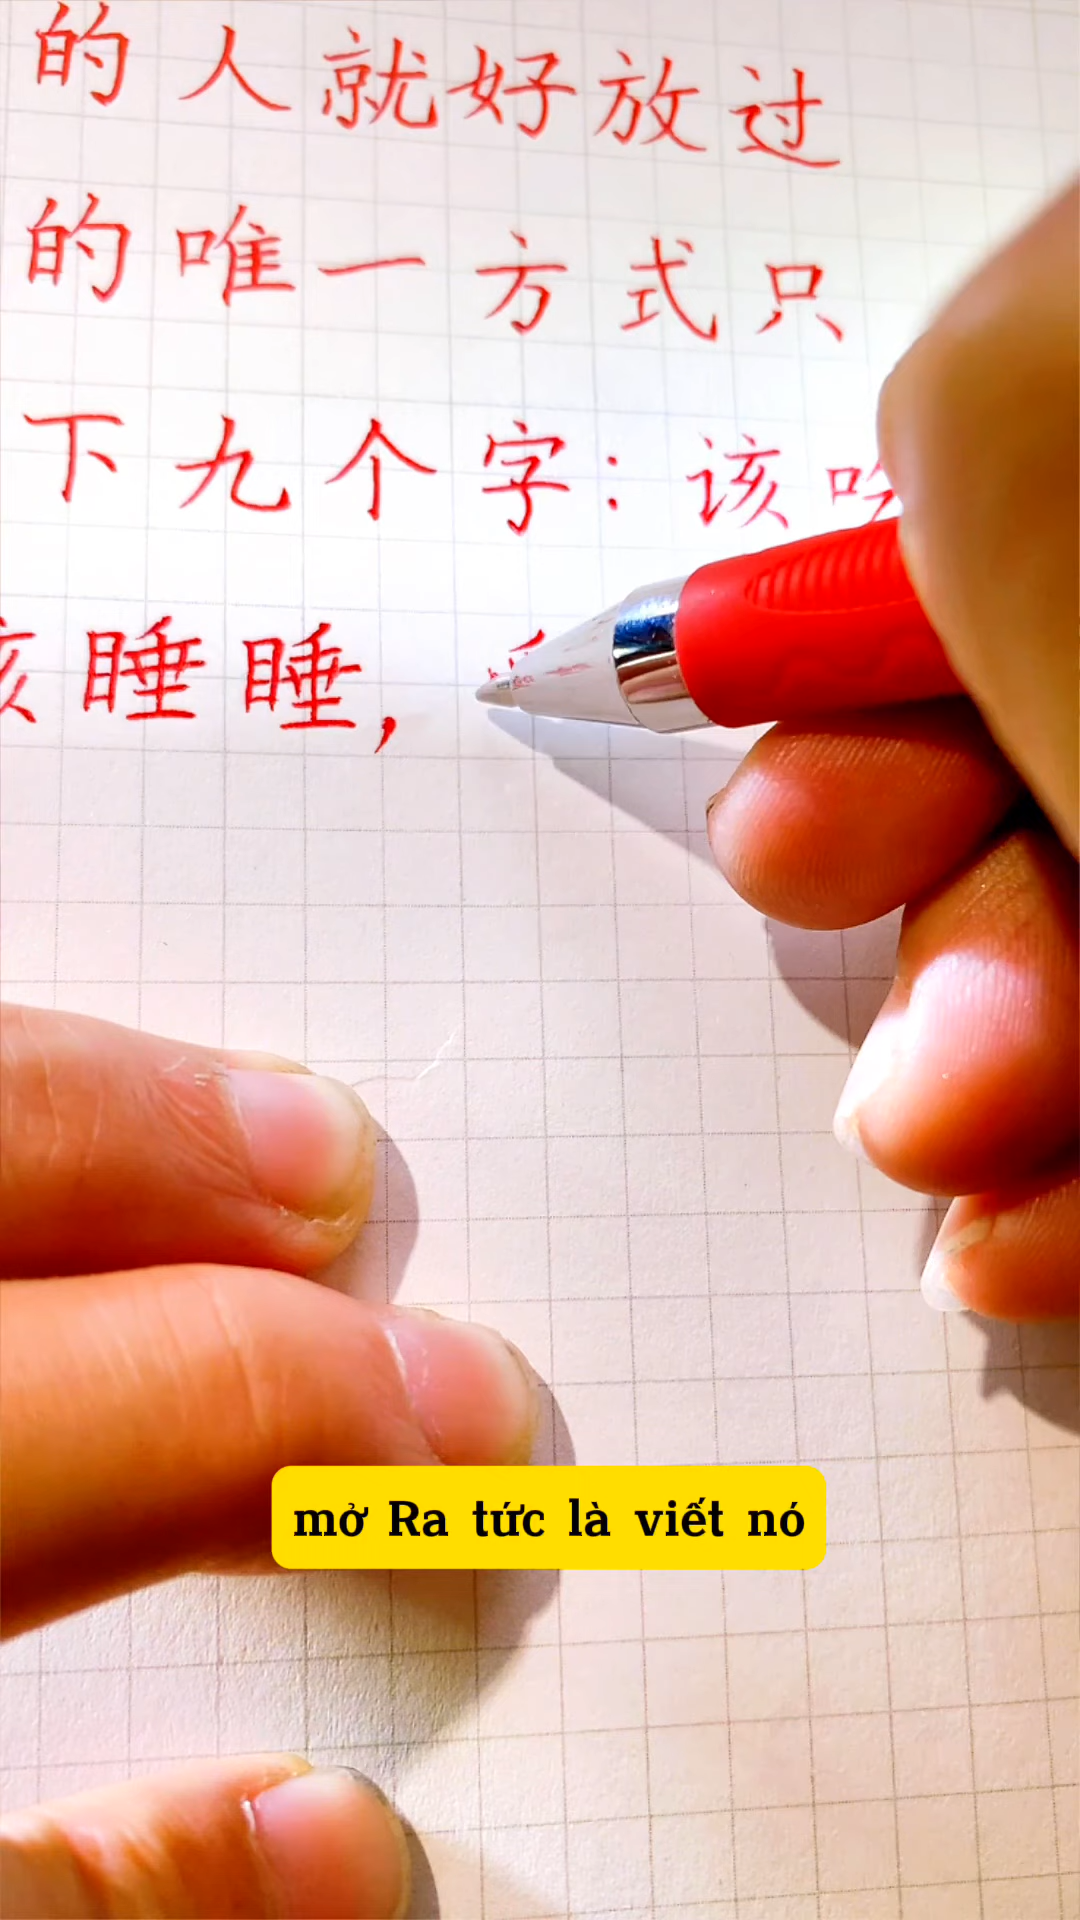 的人就好放过
的唯一方式只
下九个字：该
睡睡，
mở Ra tức là viết nó